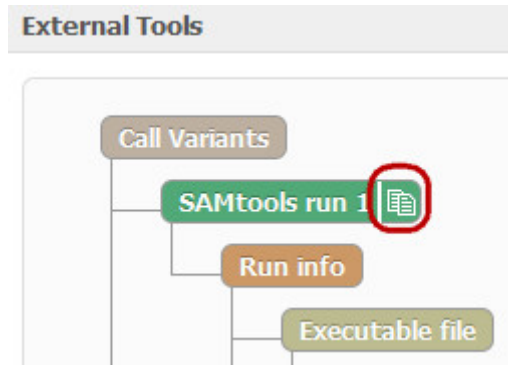 External Tools
Call Variants
SAMtools run 1
Run info
Executable file